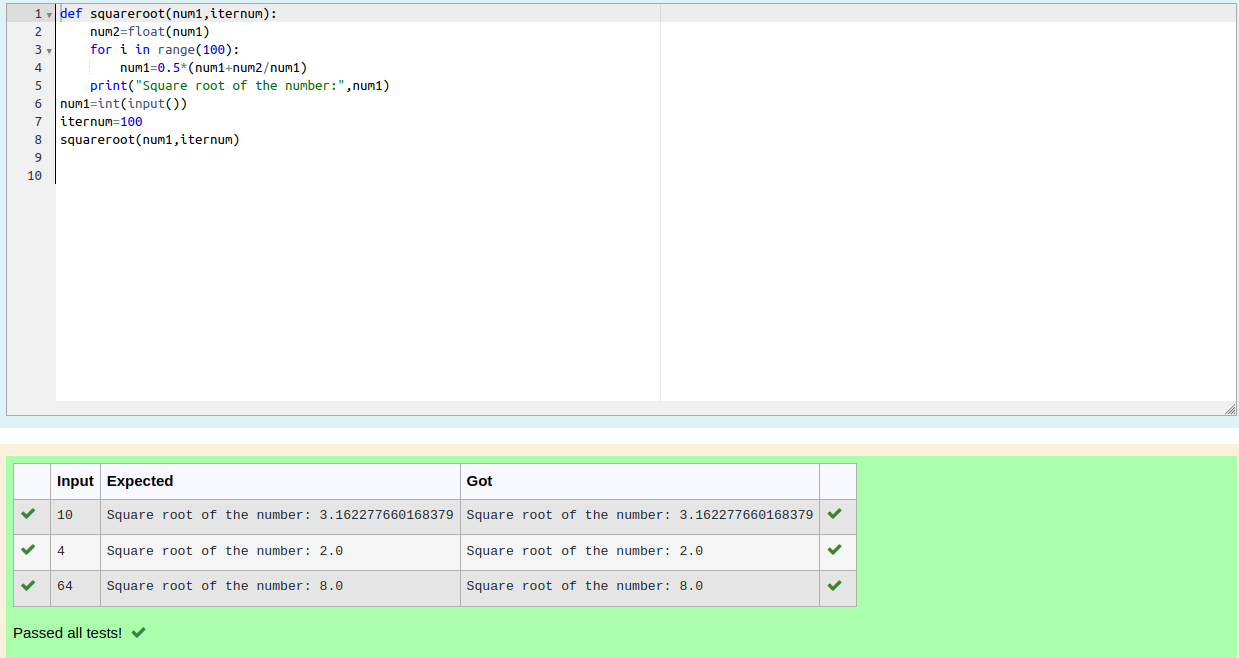 1 def squareroot(num1,iternum):
2     num2=float(num1)
3     for i in range(100):
4         num1=0.5*(num1+num2/num1)
5     print("Square root of the number:",num1)
6 num1=int(input())
7 iternum=100
8 squareroot(num1,iternum)
9
10
Input Expected Got
10 Square root of the number: 3.162277660168379 Square root of the number: 3.162277660168379
4 Square root of the number: 2.0 Square root of the number: 2.0
64 Square root of the number: 8.0 Square root of the number: 8.0
Passed all tests!